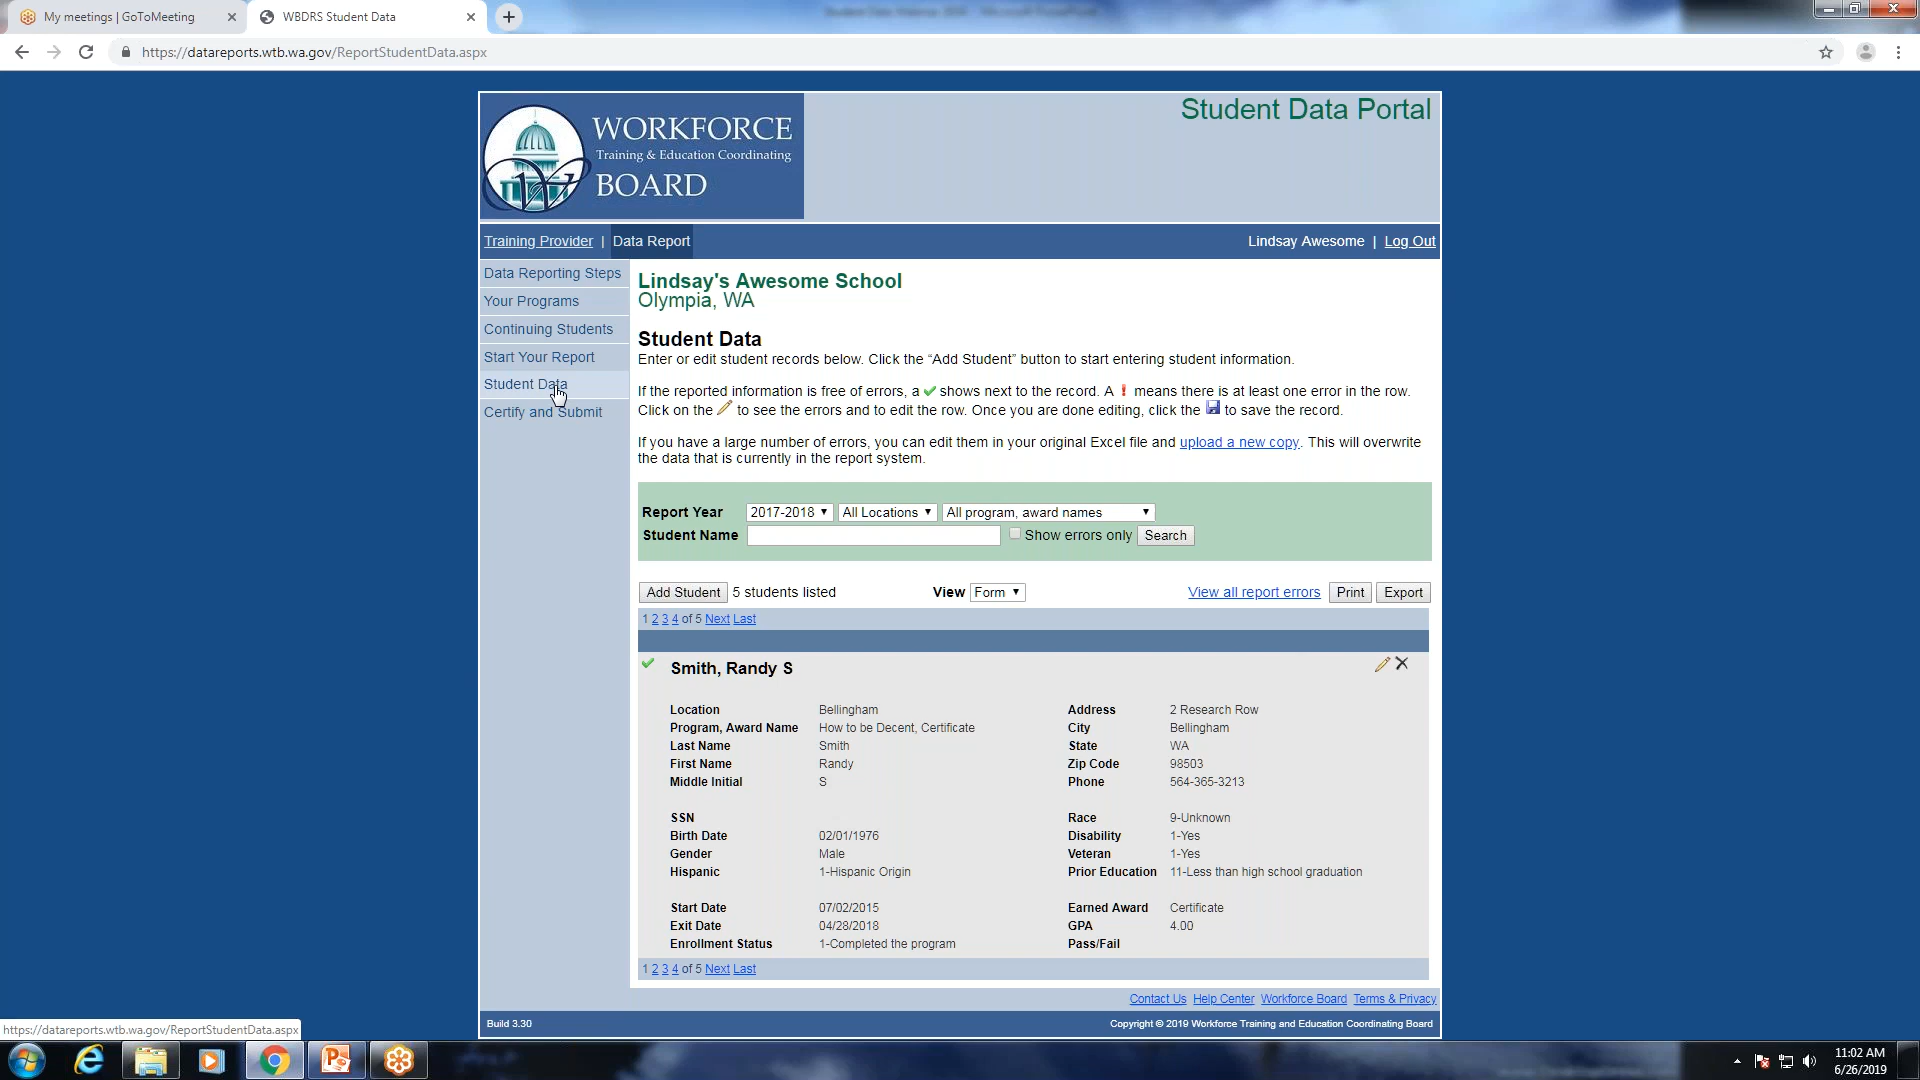 My meetings | GoToMeeting
WBDRS Student Data
https://datareports.wtb.wa.gov/ReportStudentData.aspx
WORKFORCE
Training & Education Coordinating
BOARD
Student Data Portal
Training Provider | Data Report
Lindsay Awesome | Log Out
Data Reporting Steps
Your Programs
Continuing Students
Start Your Report
Student Data
Certify and Submit
Lindsay's Awesome School
Olympia, WA
Student Data
Enter or edit student records below. Click the “Add Student” button to start entering student information.
If the reported information is free of errors, a shows next to the record. A means there is at least one error in the row.
Click on the to see the errors and to edit the row. Once you are done editing, click the to save the record.
If you have a large number of errors, you can edit them in your original Excel file and upload a new copy. This will overwrite
the data that is currently in the report system.
Report Year 2017-2018 All Locations All program, award names
Student Name Show errors only Search
Add Student 5 students listed View Form View all report errors Print Export
1 2 3 4 of 5 Next Last
Smith, Randy S
Location Bellingham Address 2 Research Row
Program, Award Name How to be Decent, Certificate City Bellingham
Last Name Smith State WA
First Name Randy Zip Code 98503
Middle Initial S Phone 564-365-3213
SSN Race 9-Unknown
Birth Date 02/01/1976 Disability 1-Yes
Gender Male Veteran 1-Yes
Hispanic 1-Hispanic Origin Prior Education 11-Less than high school graduation
Start Date 07/02/2015 Earned Award Certificate
Exit Date 04/28/2018 GPA 4.00
Enrollment Status 1-Completed the program Pass/Fail
1 2 3 4 of 5 Next Last
Contact Us Help Center Workforce Board Terms & Privacy
Build 3.30
Copyright © 2019 Workforce Training and Education Coordinating Board
https://datareports.wtb.wa.gov/ReportStudentData.aspx
11:02 AM
6/26/2019